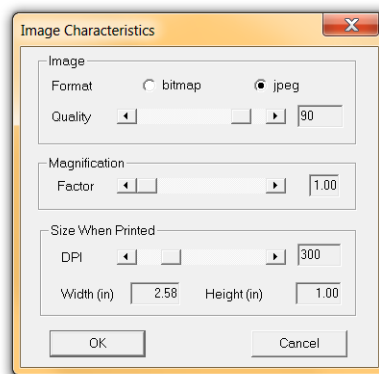 Image Characteristics
Image
Format bitmap jpeg
Quality 90
Magnification
Factor 1.00
Size When Printed
DPI 300
Width (in) 2.58 Height (in) 1.00
OK Cancel